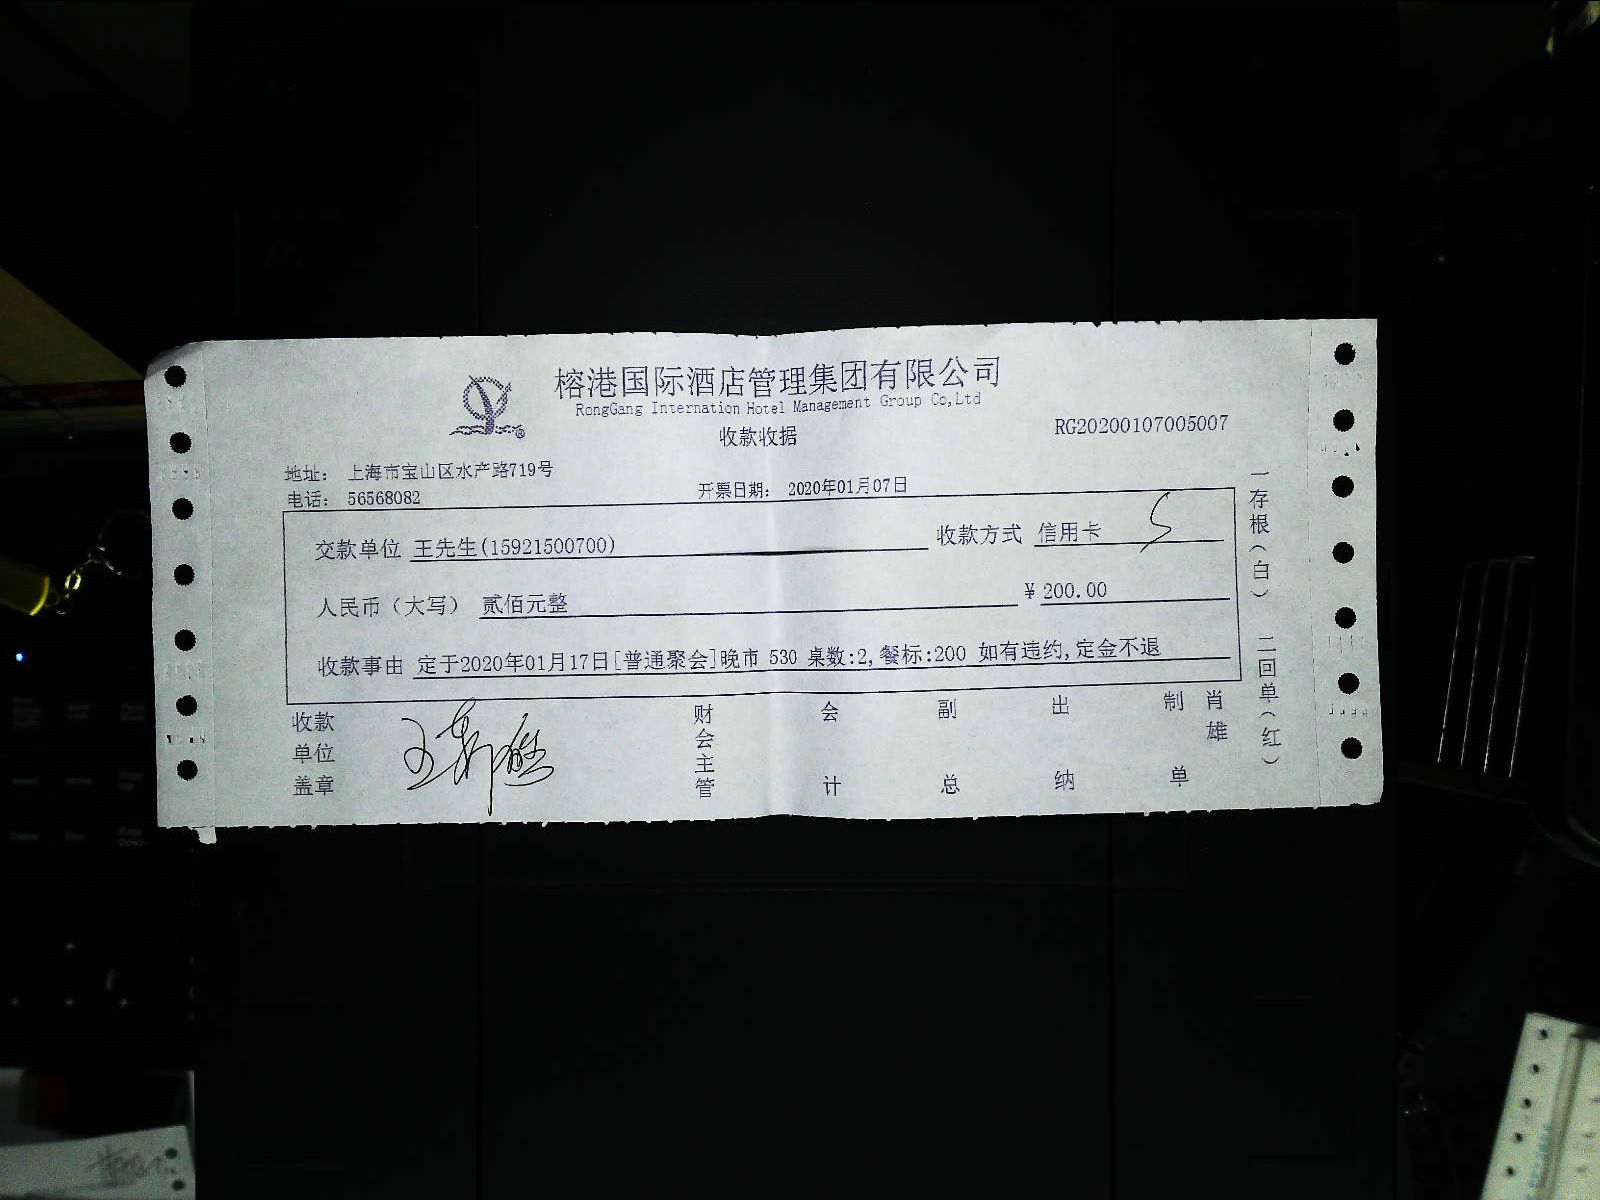 榕港国际酒店管理集团有限公司
RongGang Internation Hotel Management Group Co,Ltd
收款收据
RG20200107005007
地址： 上海市宝山区水产路719号
电话： 56568082
开票日期： 2020年01月07日
交款单位 王先生(15921500700) 收款方式 信用卡
人民币（大写） 贰佰元整 ￥200.00
收款事由 定于2020年01月17日[普通聚会]晚市 530 桌数:2,餐标:200 如有违约,定金不退
收款单位盖章
财会主管
会计
副总
出纳
制单
肖雄
一存根（白） 二回单（红）